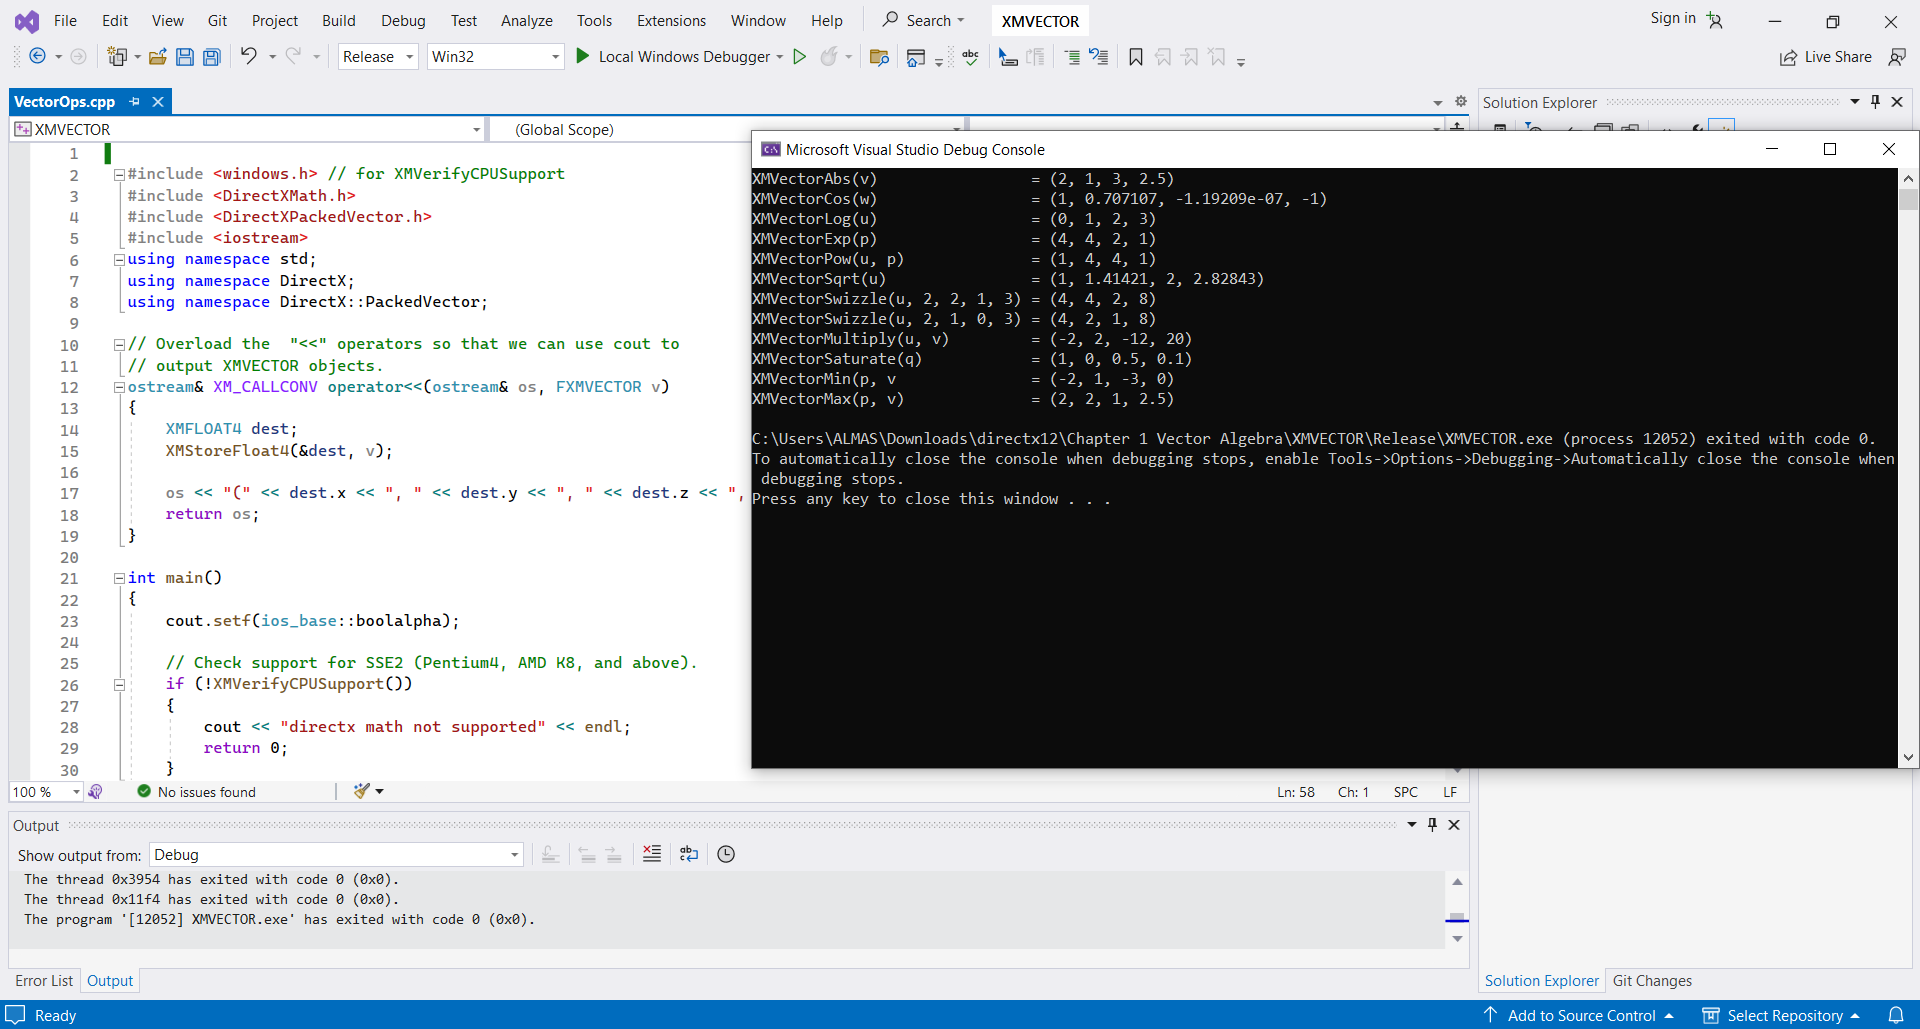 File Edit View Git Project Build Debug Test Analyze Tools Extensions Window Help Search XMVECTOR Sign in
Release Win32 Local Windows Debugger Live Share
VectorOps.cpp
Solution Explorer
XMVECTOR (Global Scope)
1
2 #include <windows.h> // for XMVerifyCPUSupport
3 #include <DirectXMath.h>
4 #include <DirectXPackedVector.h>
5 #include <iostream>
6 using namespace std;
7 using namespace DirectX;
8 using namespace DirectX::PackedVector;
9
10 // Overload the  "<<" operators so that we can use cout to
11 // output XMVECTOR objects.
12 ostream& XM_CALLCONV operator<<(ostream& os, FXMVECTOR v)
13 {
14     XMFLOAT4 dest;
15     XMStoreFloat4(&dest, v);
16
17     os << "(" << dest.x << ", " << dest.y << ", " << dest.z << ",
18     return os;
19 }
20
21 int main()
22 {
23     cout.setf(ios_base::boolalpha);
24
25     // Check support for SSE2 (Pentium4, AMD K8, and above).
26     if (!XMVerifyCPUSupport())
27     {
28         cout << "directx math not supported" << endl;
29         return 0;
30     }
Microsoft Visual Studio Debug Console
XMVectorAbs(v)                 = (2, 1, 3, 2.5)
XMVectorCos(w)                 = (1, 0.707107, -1.19209e-07, -1)
XMVectorLog(u)                 = (0, 1, 2, 3)
XMVectorExp(p)                 = (4, 4, 2, 1)
XMVectorPow(u, p)              = (1, 4, 4, 1)
XMVectorSqrt(u)                = (1, 1.41421, 2, 2.82843)
XMVectorSwizzle(u, 2, 2, 1, 3) = (4, 4, 2, 8)
XMVectorSwizzle(u, 2, 1, 0, 3) = (4, 2, 1, 8)
XMVectorMultiply(u, v)         = (-2, 2, -12, 20)
XMVectorSaturate(q)            = (1, 0, 0.5, 0.1)
XMVectorMin(p, v               = (-2, 1, -3, 0)
XMVectorMax(p, v)              = (2, 2, 1, 2.5)
C:\Users\ALMAS\Downloads\directx12\Chapter 1 Vector Algebra\XMVECTOR\Release\XMVECTOR.exe (process 12052) exited with code 0.
To automatically close the console when debugging stops, enable Tools->Options->Debugging->Automatically close the console when
debugging stops.
Press any key to close this window . . .
100 % No issues found Ln: 58 Ch: 1 SPC LF
Output
Show output from: Debug
The thread 0x3954 has exited with code 0 (0x0).
The thread 0x11f4 has exited with code 0 (0x0).
The program '[12052] XMVECTOR.exe' has exited with code 0 (0x0).
Error List Output
Solution Explorer Git Changes
Ready Add to Source Control Select Repository